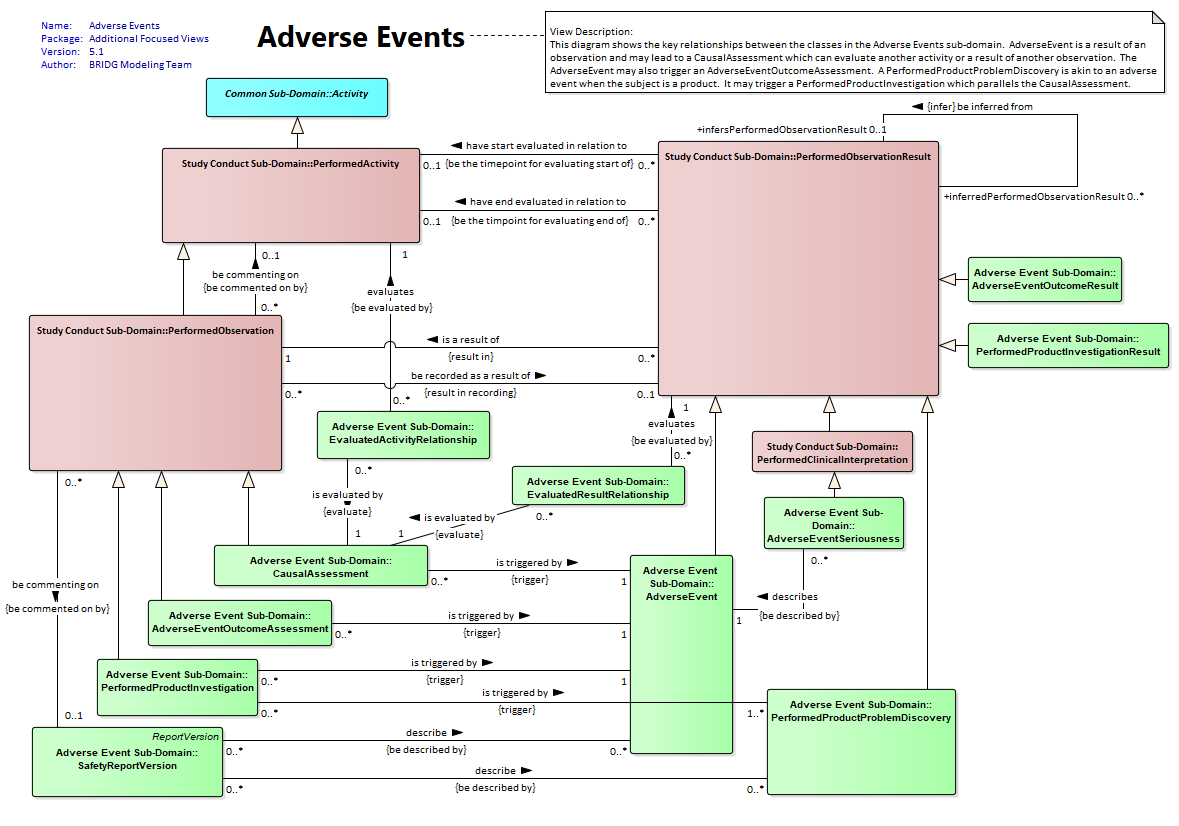 Name: Adverse Events
Package: Additional Focused Views
Version: 5.1
Author: BRIDG Modeling Team
Adverse Events
View Description:
This diagram shows the key relationships between the classes in the Adverse Events sub-domain. AdverseEvent is a result of an
observation and may lead to a CausalAssessment which can evaluate another activity or a result of another observation. The
AdverseEvent may also trigger an AdverseEventOutcomeAssessment. A PerformedProductProblemDiscovery is akin to an adverse
event when the subject is a product. It may trigger a PerformedProductInvestigation which parallels the CausalAssessment.
Common Sub-Domain::Activity
◄ {infer} be inferred from
+infersPerformedObservationResult 0..1
Study Conduct Sub-Domain::PerformedActivity
◄ have start evaluated in relation to
0..1 {be the timepoint for evaluating start of} 0..*
Study Conduct Sub-Domain::PerformedObservationResult
+inferredPerformedObservationResult 0..*
◄ have end evaluated in relation to
0..1 {be the timpoint for evaluating end of} 0..*
0..1
be commenting on
{be commented on by}
0..*
1
evaluates
{be evaluated by}
0..*
Adverse Event Sub-Domain::
AdverseEventOutcomeResult
Study Conduct Sub-Domain::PerformedObservation
◄ is a result of
1 {result in} 0..*
Adverse Event Sub-Domain::
PerformedProductInvestigationResult
be recorded as a result of ►
0..* {result in recording} 0..1
Adverse Event Sub-Domain::
EvaluatedActivityRelationship
1
evaluates
{be evaluated by}
0..*
Study Conduct Sub-Domain::
PerformedClinicalInterpretation
0..*
is evaluated by
{evaluate}
1
Adverse Event Sub-Domain::
EvaluatedResultRelationship
0..*
◄ is evaluated by
1 {evaluate}
Adverse Event Sub-
Domain::
AdverseEventSeriousness
0..*
◄ describes
1 {be described by}
0..*
be commenting on
{be commented on by}
0..1
Adverse Event Sub-Domain::
CausalAssessment
is triggered by ►
0..* {trigger} 1
Adverse Event
Sub-Domain::
AdverseEvent
Adverse Event Sub-Domain::
AdverseEventOutcomeAssessment
is triggered by ►
0..* {trigger} 1
Adverse Event Sub-Domain::
PerformedProductInvestigation
is triggered by ►
0..* {trigger} 1
is triggered by ►
0..* {trigger} 1..*
Adverse Event Sub-Domain::
PerformedProductProblemDiscovery
ReportVersion
Adverse Event Sub-Domain::
SafetyReportVersion
describe ►
0..* {be described by} 0..*
describe ►
0..* {be described by} 0..*